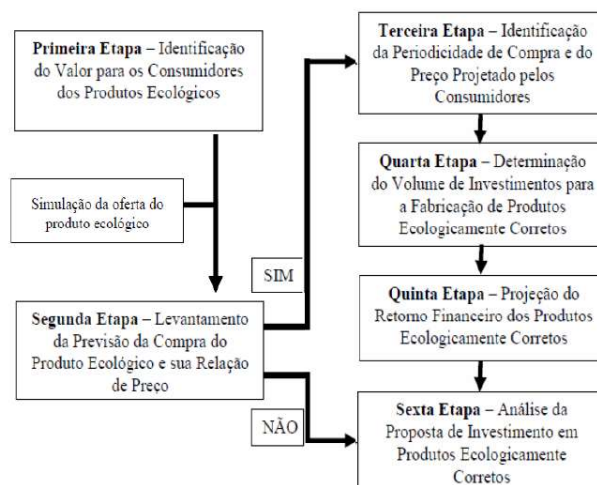 Primeira Etapa – Identificação
do Valor para os Consumidores
dos Produtos Ecológicos
Simulação da oferta do
produto ecológico
Segunda Etapa – Levantamento
da Previsão da Compra do
Produto Ecológico e sua Relação
de Preço
SIM
NÃO
Terceira Etapa – Identificação
da Periodicidade de Compra e do
Preço Projetado pelos
Consumidores
Quarta Etapa – Determinação
do Volume de Investimentos para
a Fabricação de Produtos
Ecologicamente Corretos
Quinta Etapa – Projeção do
Retorno Financeiro dos Produtos
Ecologicamente Corretos
Sexta Etapa – Análise da
Proposta de Investimento em
Produtos Ecologicamente
Corretos